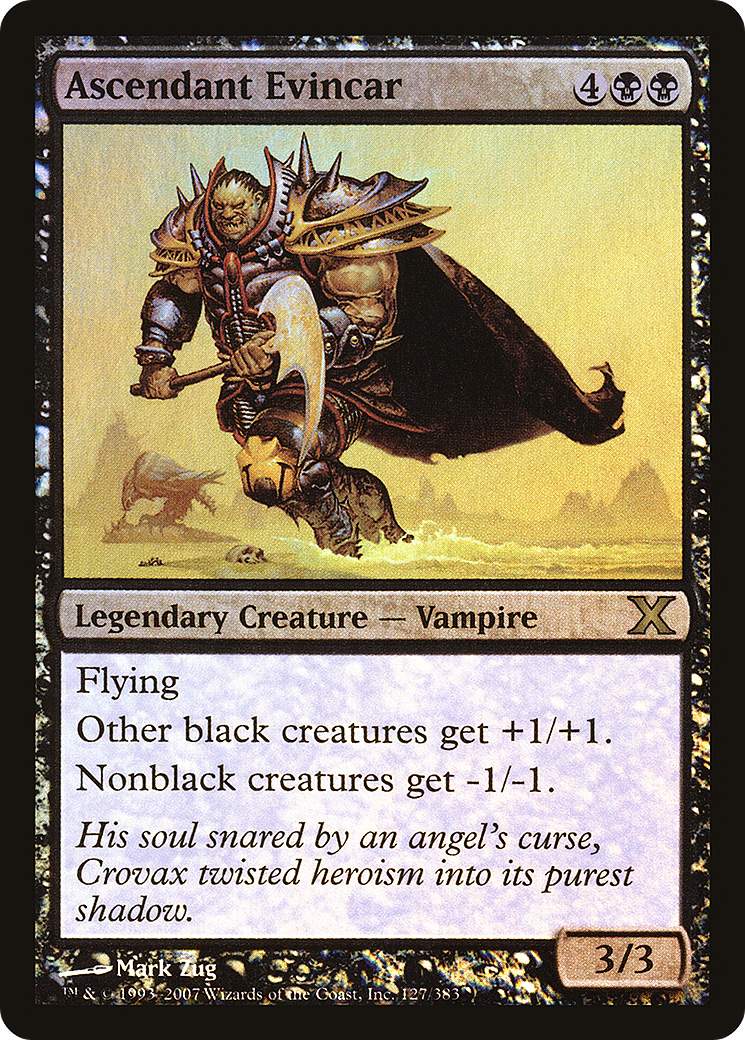 Ascendant Evincar 4
Legendary Creature — Vampire X
Flying
Other black creatures get +1/+1.
Nonblack creatures get -1/-1.
His soul snared by an angel's curse,
Crovax twisted heroism into its purest
shadow.
3/3
Mark Zug
™ & © 1993–2007 Wizards of the Coast, Inc. 127/383